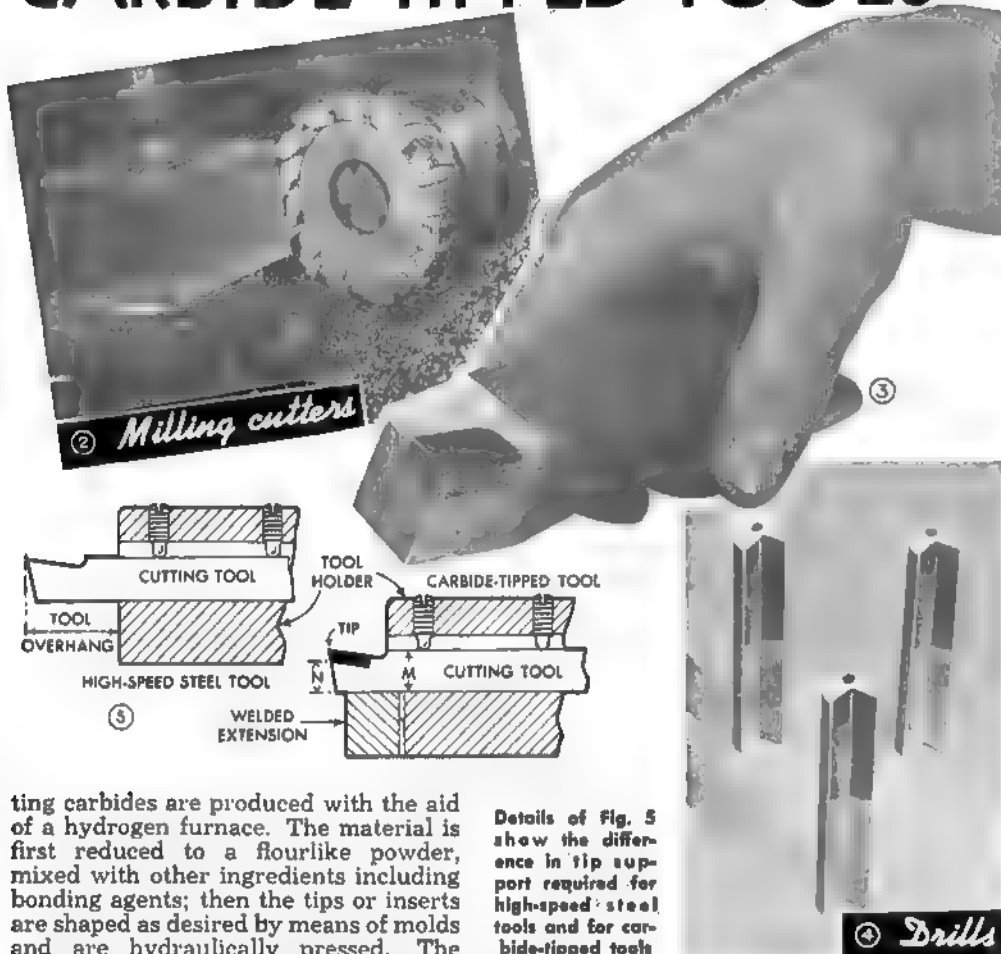 CARBIDE TIPPED TOOLS
② Milling cutters
③
CUTTING TOOL
TOOL
HOLDER
CARBIDE-TIPPED TOOL
TOOL
OVERHANG
TIP
N
M
CUTTING TOOL
HIGH-SPEED STEEL TOOL
⑤
WELDED
EXTENSION
ting carbides are produced with the aid
of a hydrogen furnace. The material is
first reduced to a flourlike powder,
mixed with other ingredients including
bonding agents; then the tips or inserts
are shaped as desired by means of molds
and are hydraulically pressed. The
Details of Fig. 5
show the differ-
ence in tip sup-
port required for
high-speed steel
tools and for car-
bide-tipped tools
④ Drills